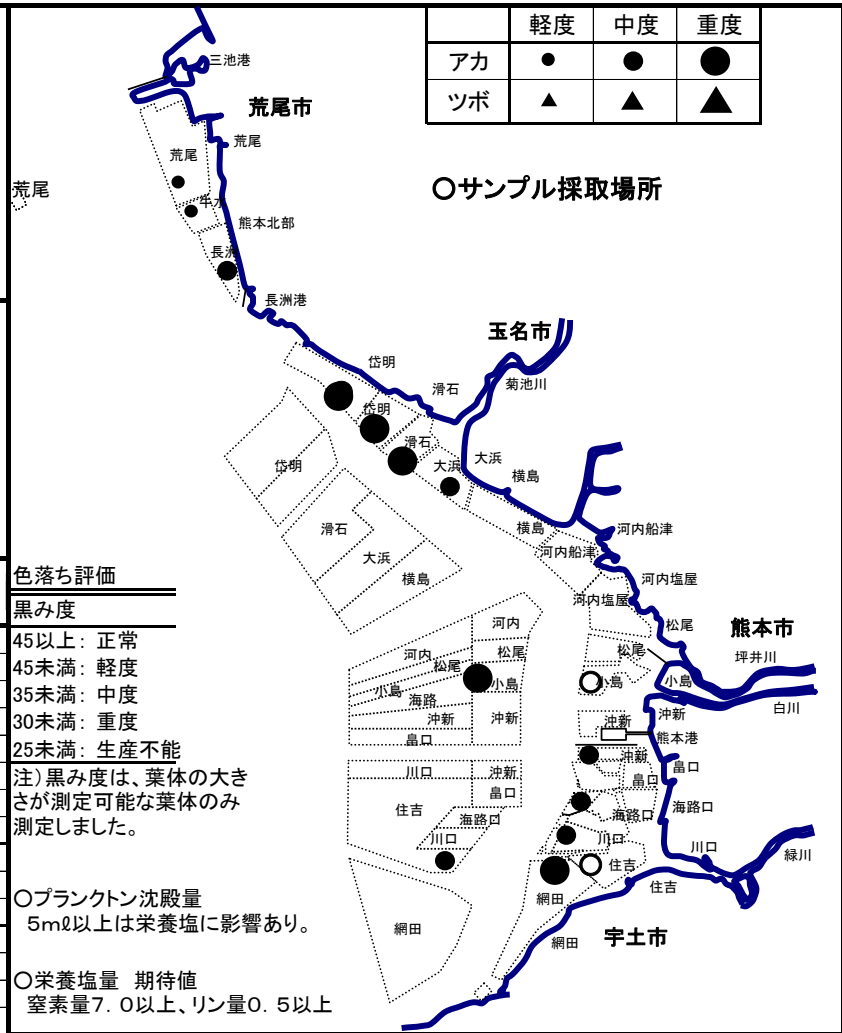 軽度 中度 重度
アカ
ツボ
三池港
荒尾市
荒尾
荒尾
荒尾
牛水
熊本北部
長洲
長洲港
○サンプル採取場所
玉名市
岱明
滑石
菊池川
岱明
滑石
大浜
大浜
横島
岱明
滑石
大浜
横島
横島
河内船津
河内船津
河内塩屋
河内塩屋
松尾
熊本市
坪井川
松尾
小島
白川
小島
河内
松尾
小島
河内
松尾
小島
海路
沖新
沖新
畠口
沖新
沖新
熊本港
沖新
畠口
畠口
海路口
海路口
川口
沖新
畠口
住吉
海路口
川口
川口
川口
緑川
住吉
住吉
網田
網田
網田
宇土市
色落ち評価
黒み度
45以上: 正常
45未満: 軽度
35未満: 中度
30未満: 重度
25未満: 生産不能
注)黒み度は、葉体の大き
さが測定可能な葉体のみ
測定しました。
○プランクトン沈殿量
5mℓ以上は栄養塩に影響あり。
○栄養塩量 期待値
窒素量7.0以上、リン量0.5以上